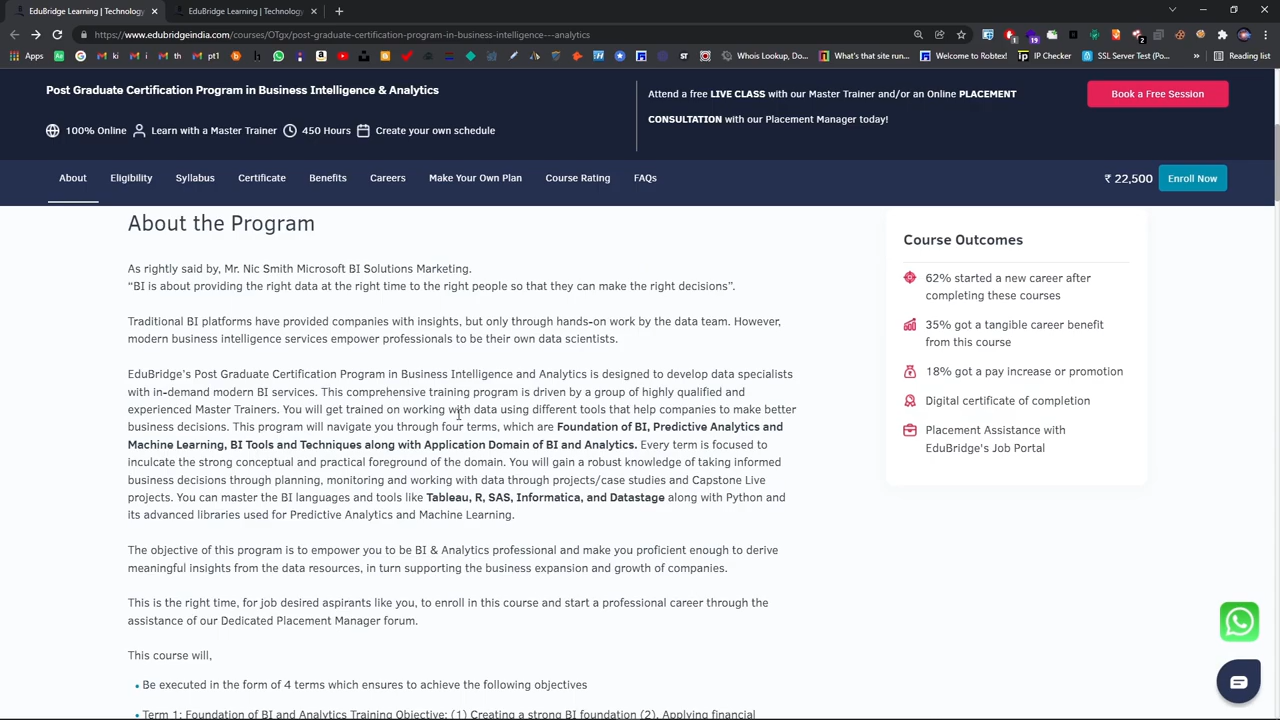 EduBridge Learning | Technology
EduBridge Learning | Technology
https://www.edubridgeindia.com/courses/OTgx/post-graduate-certification-program-in-business-intelligence---analytics
Apps
ki
i
th
pt1
Whois Lookup, Do...
What's that site run...
Welcome to Robtex!
IP Checker
SSL Server Test (Po...
Reading list
Post Graduate Certification Program in Business Intelligence & Analytics
100% Online
Learn with a Master Trainer
450 Hours
Create your own schedule
Attend a free LIVE CLASS with our Master Trainer and/or an Online PLACEMENT
CONSULTATION with our Placement Manager today!
Book a Free Session
About
Eligibility
Syllabus
Certificate
Benefits
Careers
Make Your Own Plan
Course Rating
FAQs
₹ 22,500
Enroll Now
About the Program
As rightly said by, Mr. Nic Smith Microsoft BI Solutions Marketing.
“BI is about providing the right data at the right time to the right people so that they can make the right decisions”.
Traditional BI platforms have provided companies with insights, but only through hands-on work by the data team. However,
modern business intelligence services empower professionals to be their own data scientists.
EduBridge's Post Graduate Certification Program in Business Intelligence and Analytics is designed to develop data specialists
with in-demand modern BI services. This comprehensive training program is driven by a group of highly qualified and
experienced Master Trainers. You will get trained on working with data using different tools that help companies to make better
business decisions. This program will navigate you through four terms, which are Foundation of BI, Predictive Analytics and
Machine Learning, BI Tools and Techniques along with Application Domain of BI and Analytics. Every term is focused to
inculcate the strong conceptual and practical foreground of the domain. You will gain a robust knowledge of taking informed
business decisions through planning, monitoring and working with data through projects/case studies and Capstone Live
projects. You can master the BI languages and tools like Tableau, R, SAS, Informatica, and Datastage along with Python and
its advanced libraries used for Predictive Analytics and Machine Learning.
The objective of this program is to empower you to be BI & Analytics professional and make you proficient enough to derive
meaningful insights from the data resources, in turn supporting the business expansion and growth of companies.
This is the right time, for job desired aspirants like you, to enroll in this course and start a professional career through the
assistance of our Dedicated Placement Manager forum.
This course will,
• Be executed in the form of 4 terms which ensures to achieve the following objectives
• Term 1: Foundation of BI and Analytics Training Objective: (1) Creating a strong BI foundation (2). Applying financial
Course Outcomes
62% started a new career after
completing these courses
35% got a tangible career benefit
from this course
18% got a pay increase or promotion
Digital certificate of completion
Placement Assistance with
EduBridge's Job Portal